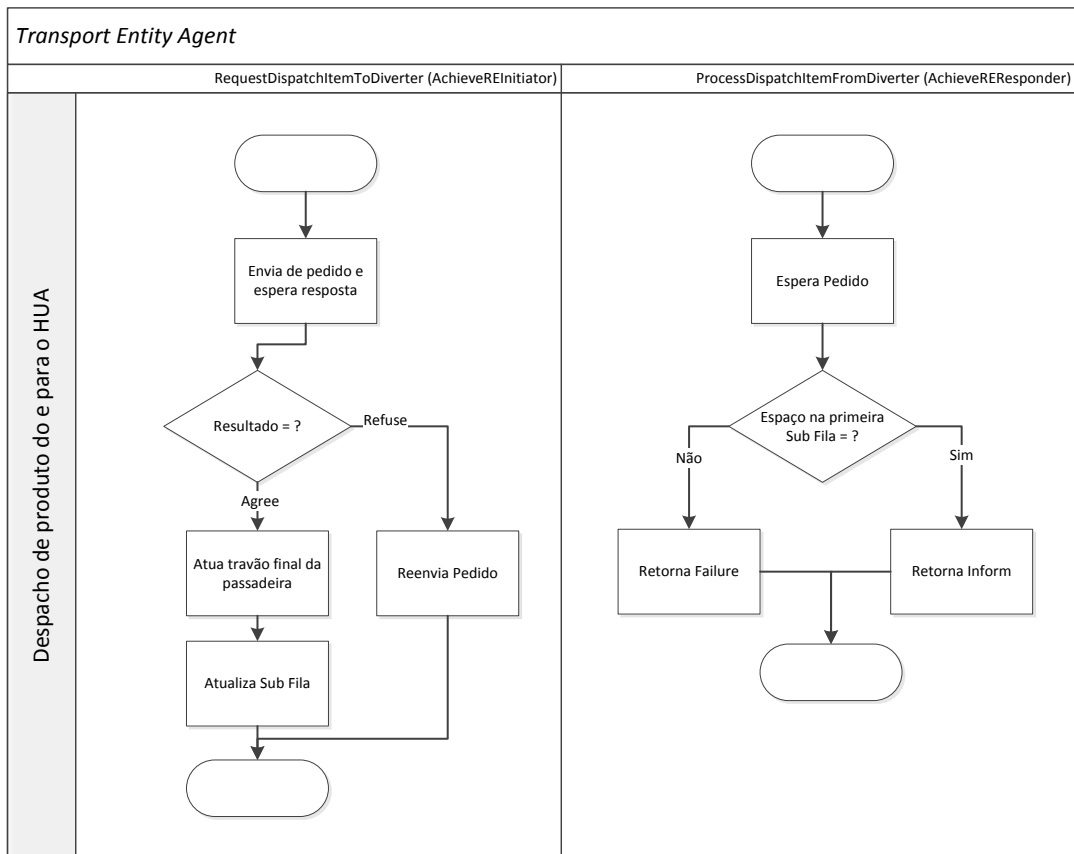 Transport Entity Agent
RequestDispatchItemToDiverter (AchieveREInitiator)
ProcessDispatchItemFromDiverter (AchieveREResponder)
Despacho de produto do e para o HUA
Envia de pedido e
espera resposta
Resultado = ?
Refuse
Agree
Atua travão final da
passadeira
Reenvia Pedido
Atualiza Sub Fila
Espera Pedido
Espaço na primeira
Sub Fila = ?
Não
Sim
Retorna Failure
Retorna Inform